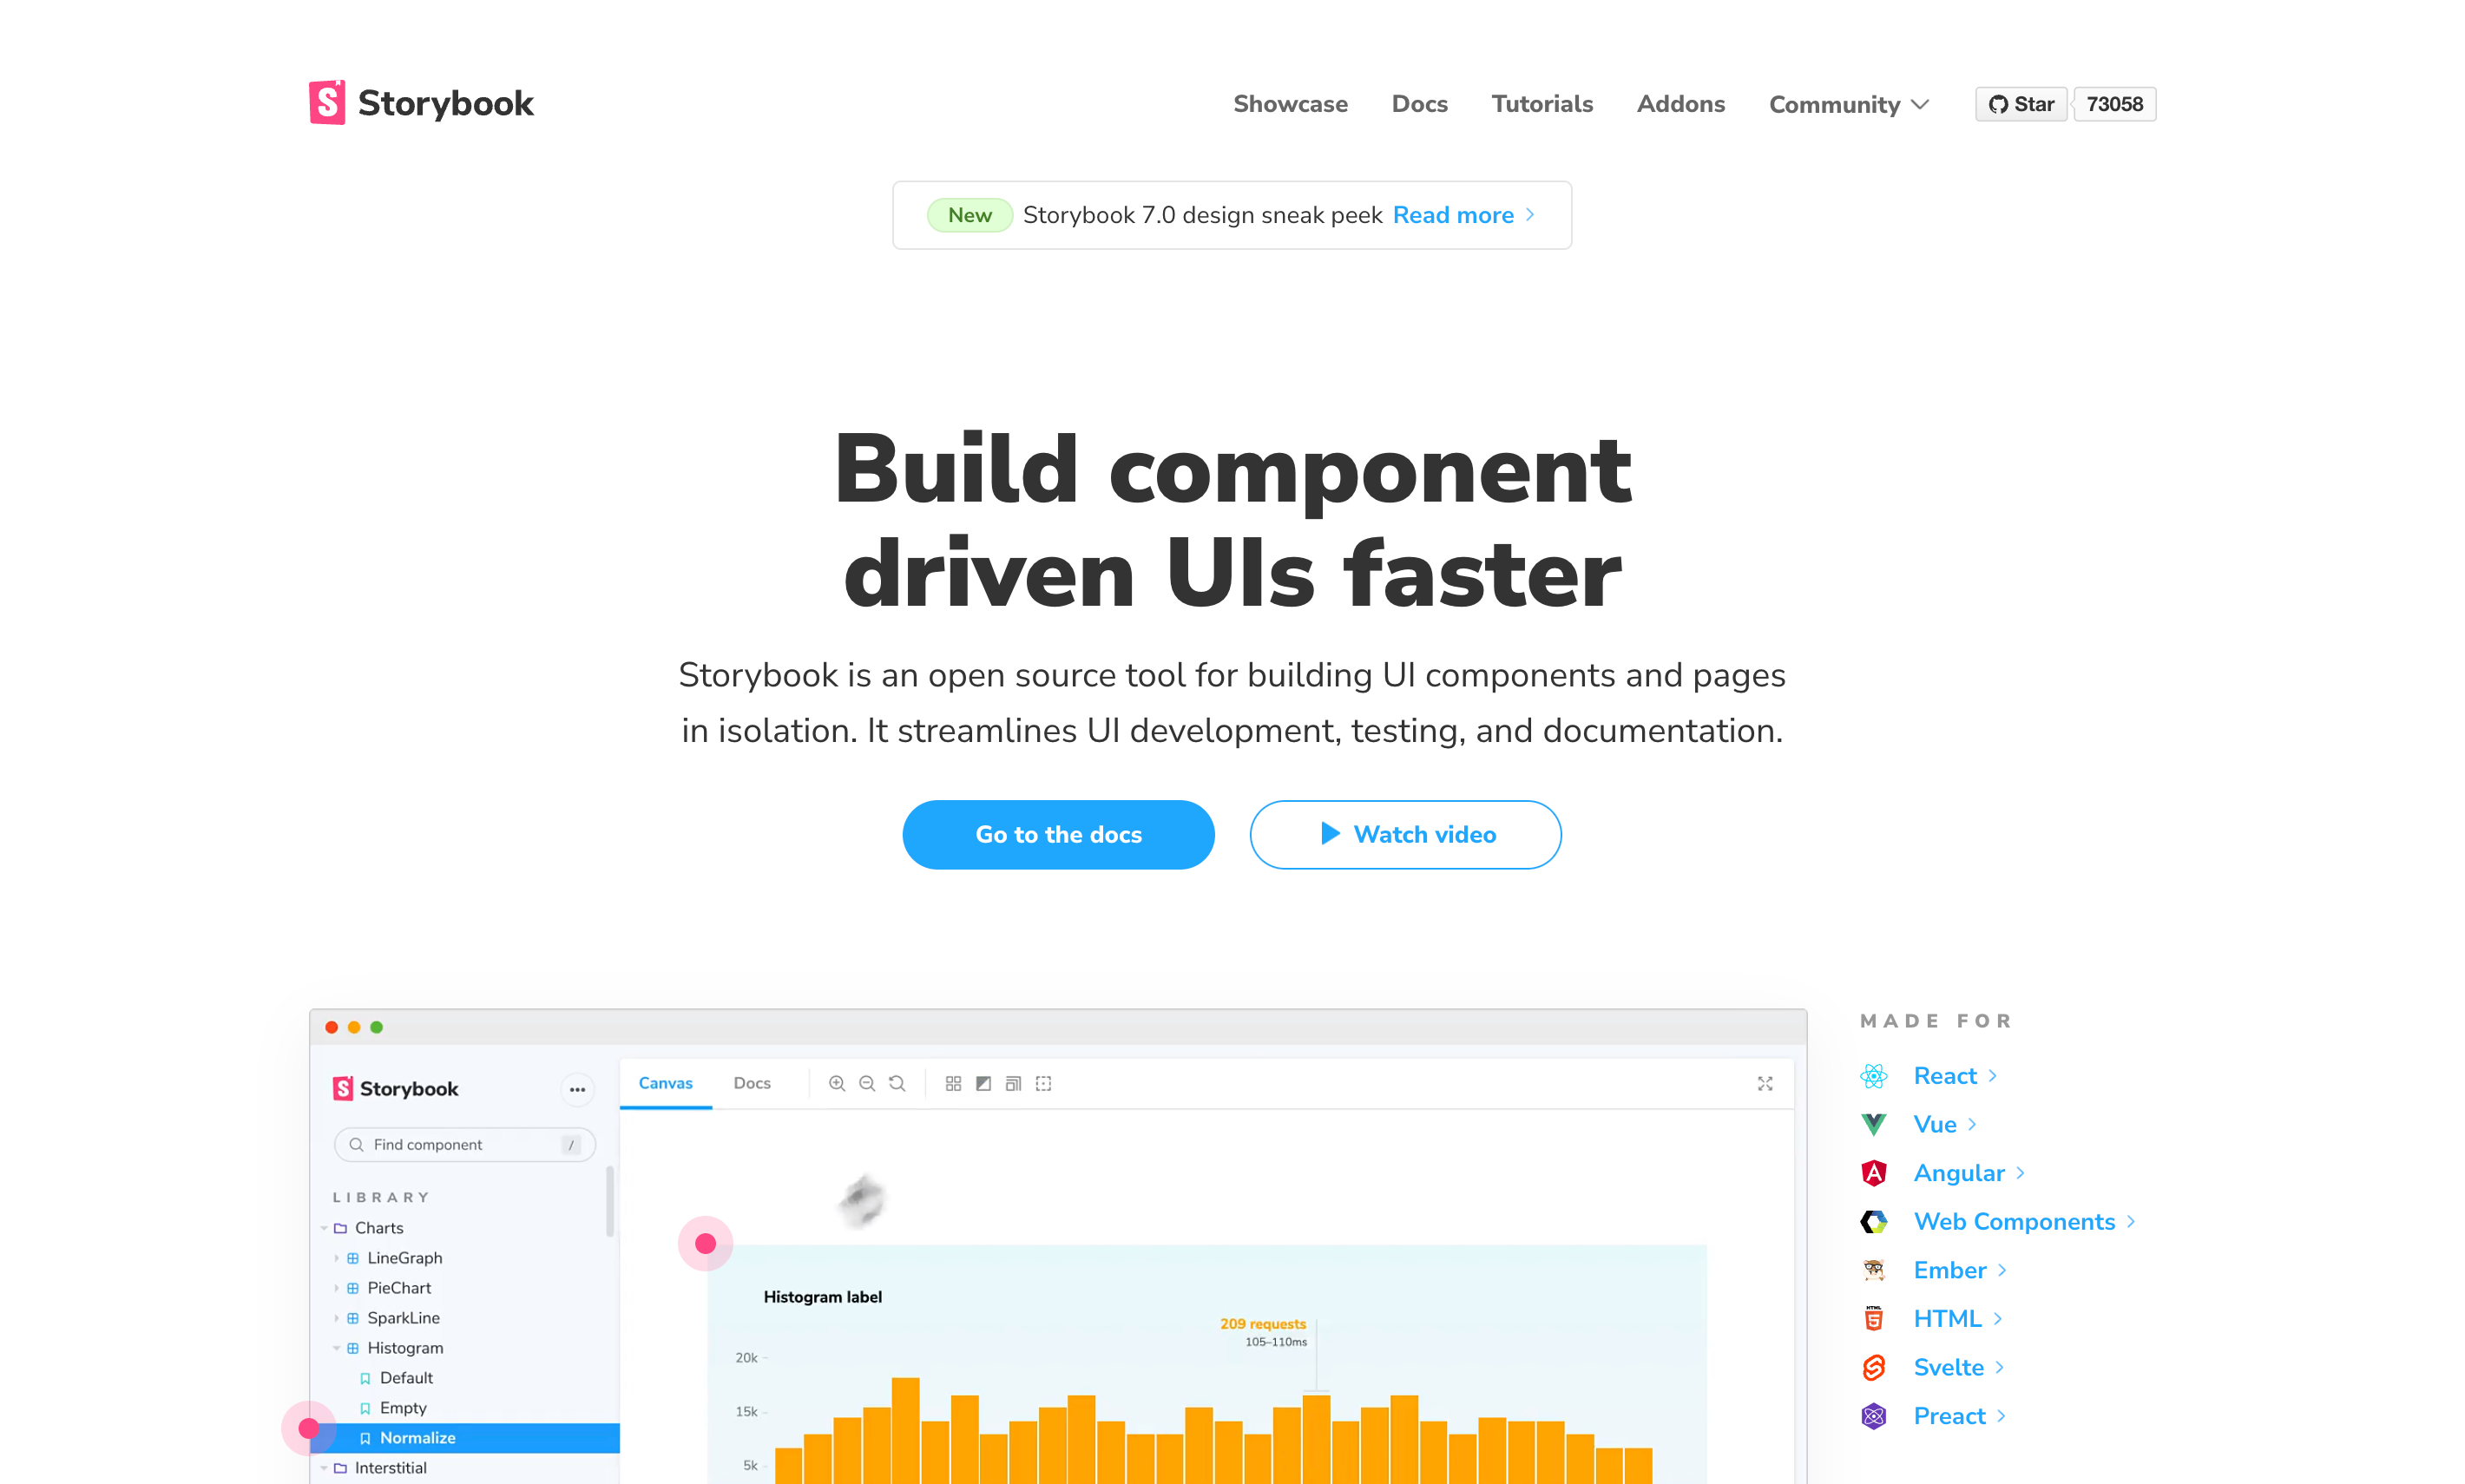 Storybook
Showcase Docs Tutorials Addons Community Star 73058
New Storybook 7.0 design sneak peek Read more
Build component
driven UIs faster
Storybook is an open source tool for building UI components and pages
in isolation. It streamlines UI development, testing, and documentation.
Go to the docs
Watch video
Storybook
Find component /
LIBRARY
Charts
LineGraph
PieChart
SparkLine
Histogram
Default
Empty
Normalize
Interstitial
Canvas Docs
Histogram label
209 requests
105–110ms
20k
15k
5k
MADE FOR
React
Vue
Angular
Web Components
Ember
HTML
Svelte
Preact